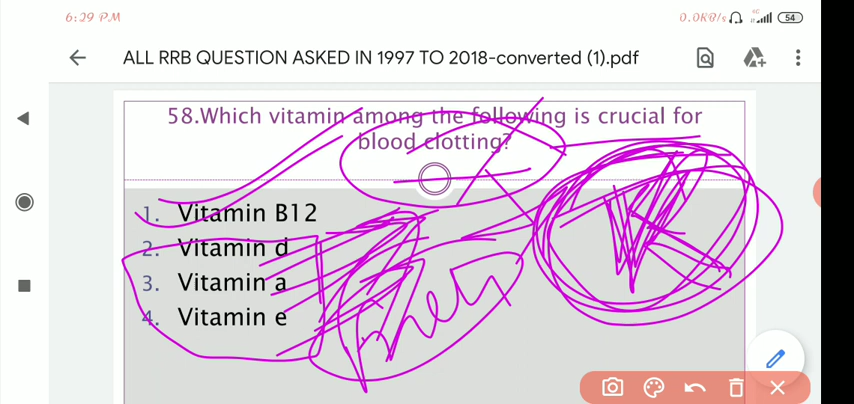 6:29 PM 0.0KB/s 4G 54
ALL RRB QUESTION ASKED IN 1997 TO 2018-converted (1).pdf
58.Which vitamin among the following is crucial for
blood clotting?
1. Vitamin B12
2. Vitamin d
3. Vitamin a
4. Vitamin e
K